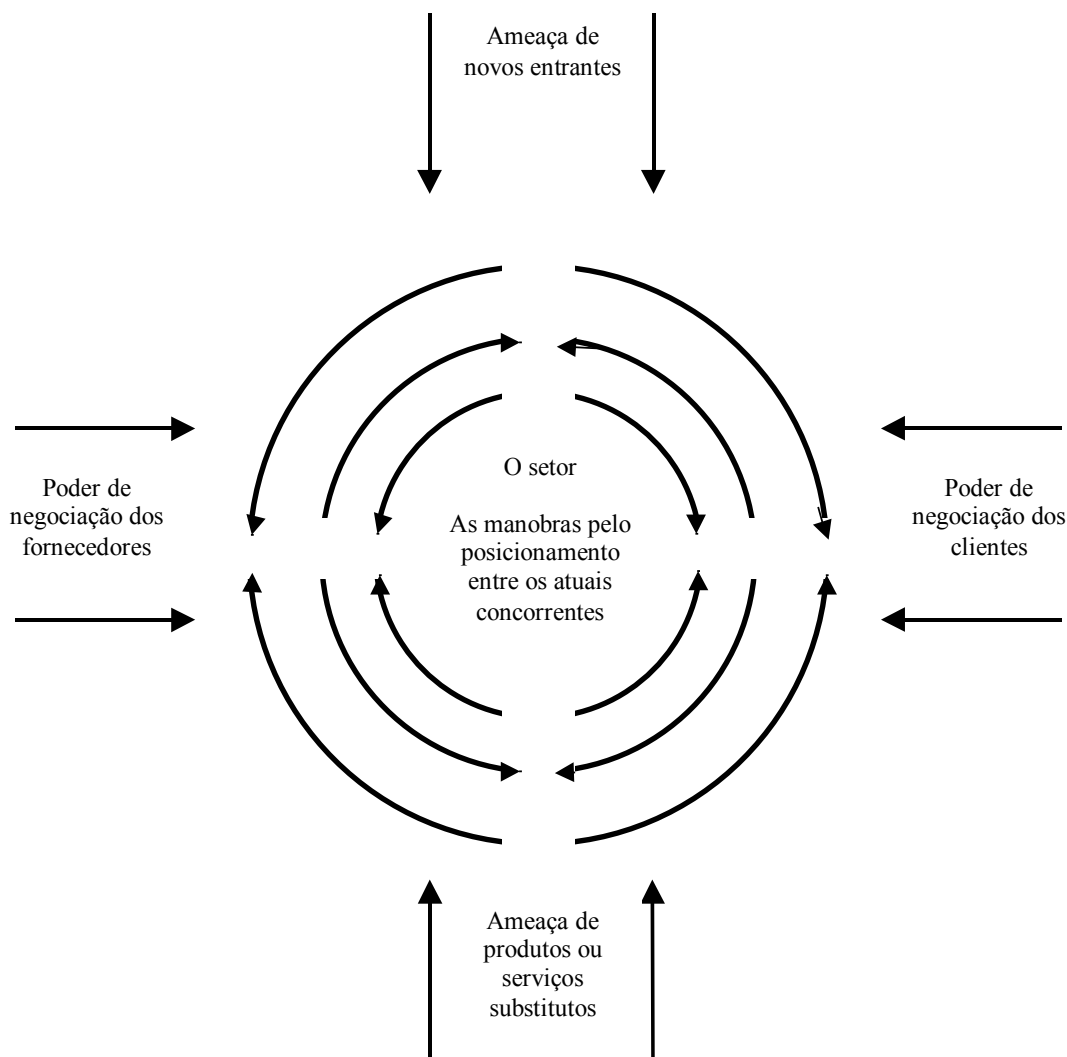 Ameaça de
novos entrantes
O setor
As manobras pelo
posicionamento
entre os atuais
concorrentes
Poder de
negociação dos
fornecedores
Poder de
negociação dos
clientes
Ameaça de
produtos ou
serviços
substitutos